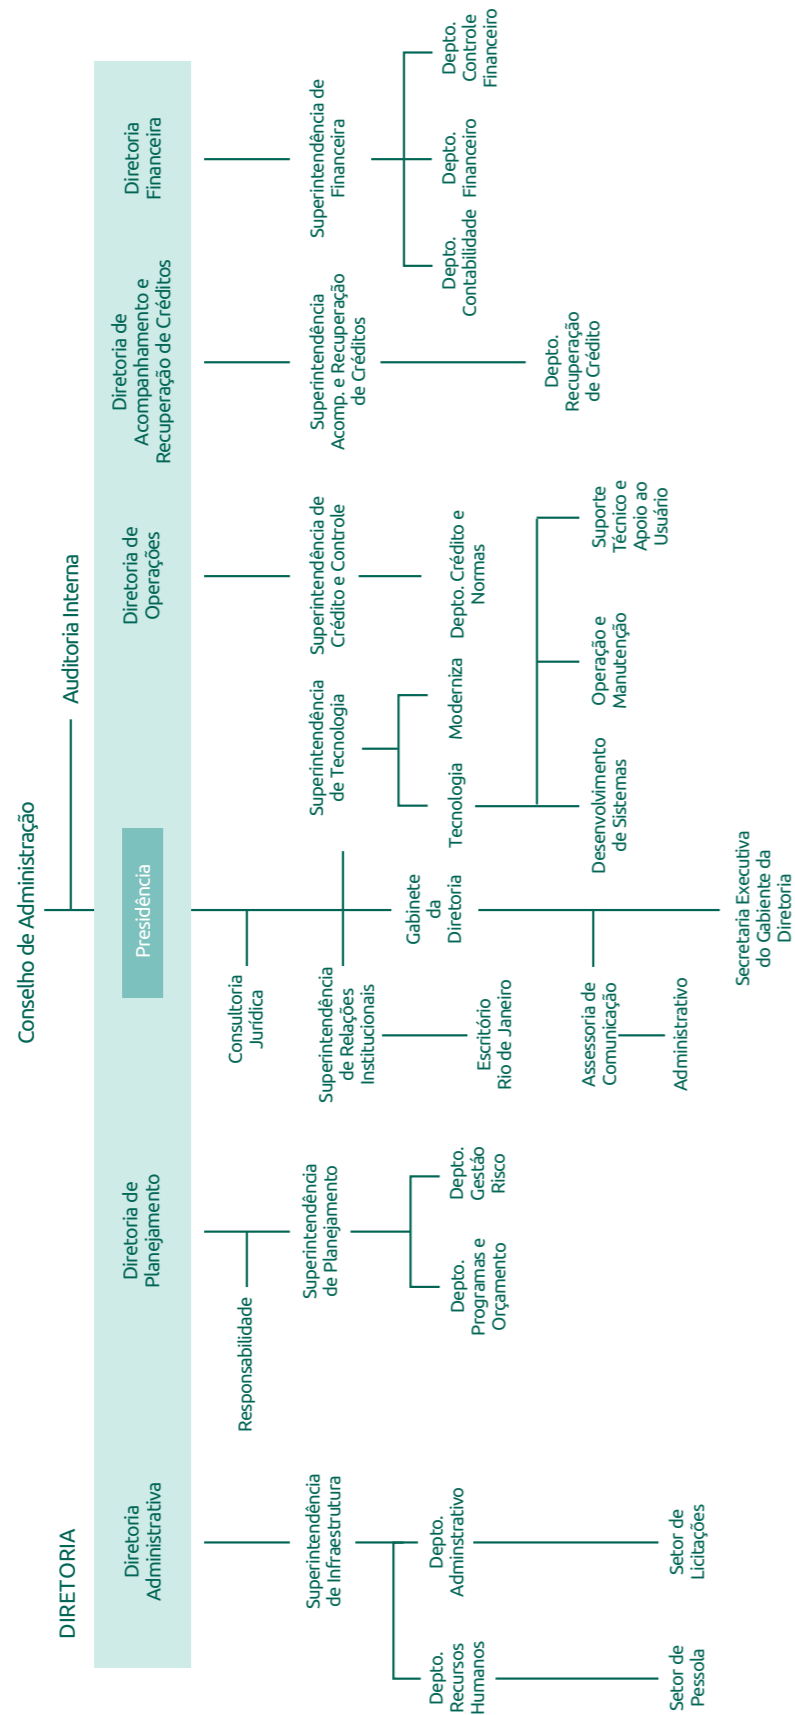 Conselho de Administração
Auditoria Interna
DIRETORIA
Diretoria
Administrativa
Diretoria de
Planejamento
Presidência
Diretoria de
Operações
Diretoria de
Acompanhamento e
Recuperação de Créditos
Diretoria
Financeira
Responsabilidade
Consultoria
Jurídica
Superintendência
de Infraestrutura
Superintendência
de Planejamento
Superintendência
de Relações
Institucionais
Superintendência
de Tecnologia
Superintendência de
Crédito e Controle
Superintendência
Acomp. e Recuperação
de Créditos
Superintendência de
Financeira
Depto.
Recursos
Humanos
Depto.
Adminstrativo
Depto.
Programas e
Orçamento
Depto.
Gestáo
Risco
Escritório
Rio de Janeiro
Gabinete
da
Diretoria
Tecnologia
Moderniza
Depto. Crédito e
Normas
Depto.
Contabilidade
Depto.
Financeiro
Depto.
Controle
Financeiro
Depto.
Recuperação
de Crédito
Assessoria de
Comunicação
Desenvolvimento
de Sistemas
Operação e
Manutenção
Suporte
Técnico e
Apoio ao
Usuário
Setor de
Pessola
Setor de
Licitações
Administrativo
Secretaria Executiva
do Gabiente da
Diretoria